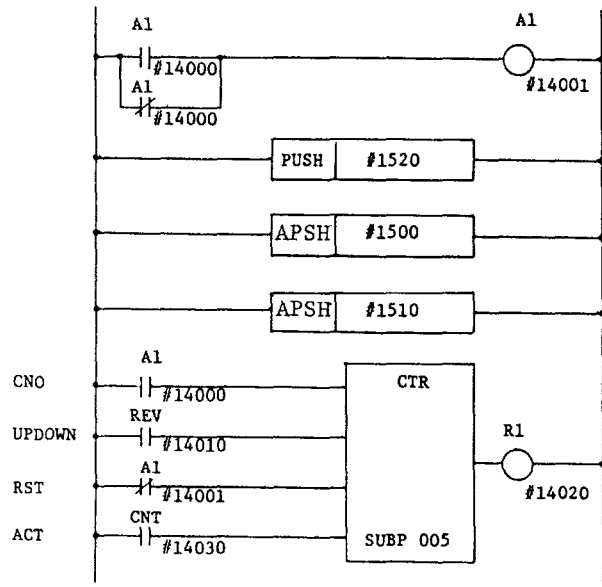 A1 A1
#14000 #14001
A1
#14000
PUSH #1520
APSH #1500
APSH #1510
A1 CTR
CNO #14000
REV R1
UPDOWN #14010
A1
RST #14001 #14020
CNT
ACT #14030 SUBP 005